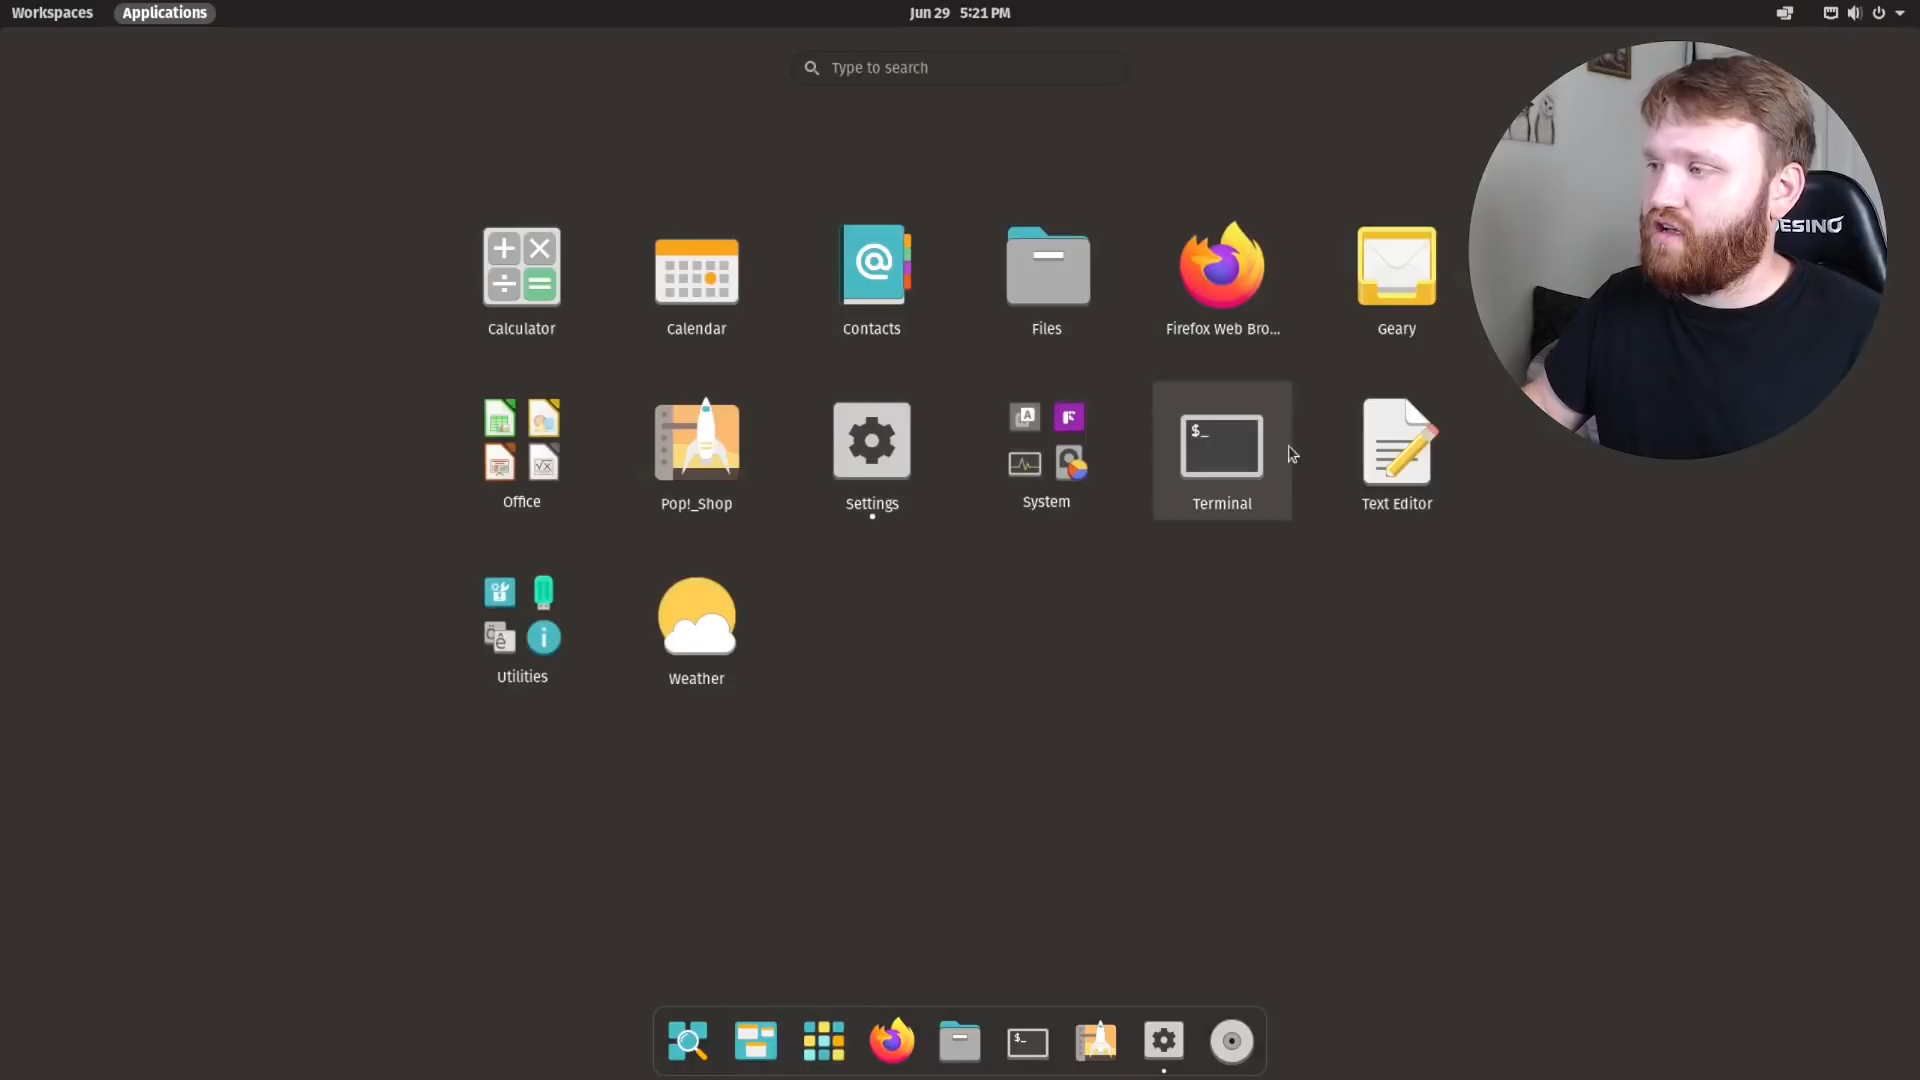 Workspaces Applications Jun 29 5:21 PM
Type to search
DESINO
Calculator Calendar Contacts Files Firefox Web Bro... Geary
$_
Office Pop!_Shop Settings System Terminal Text Editor
Utilities Weather
$_